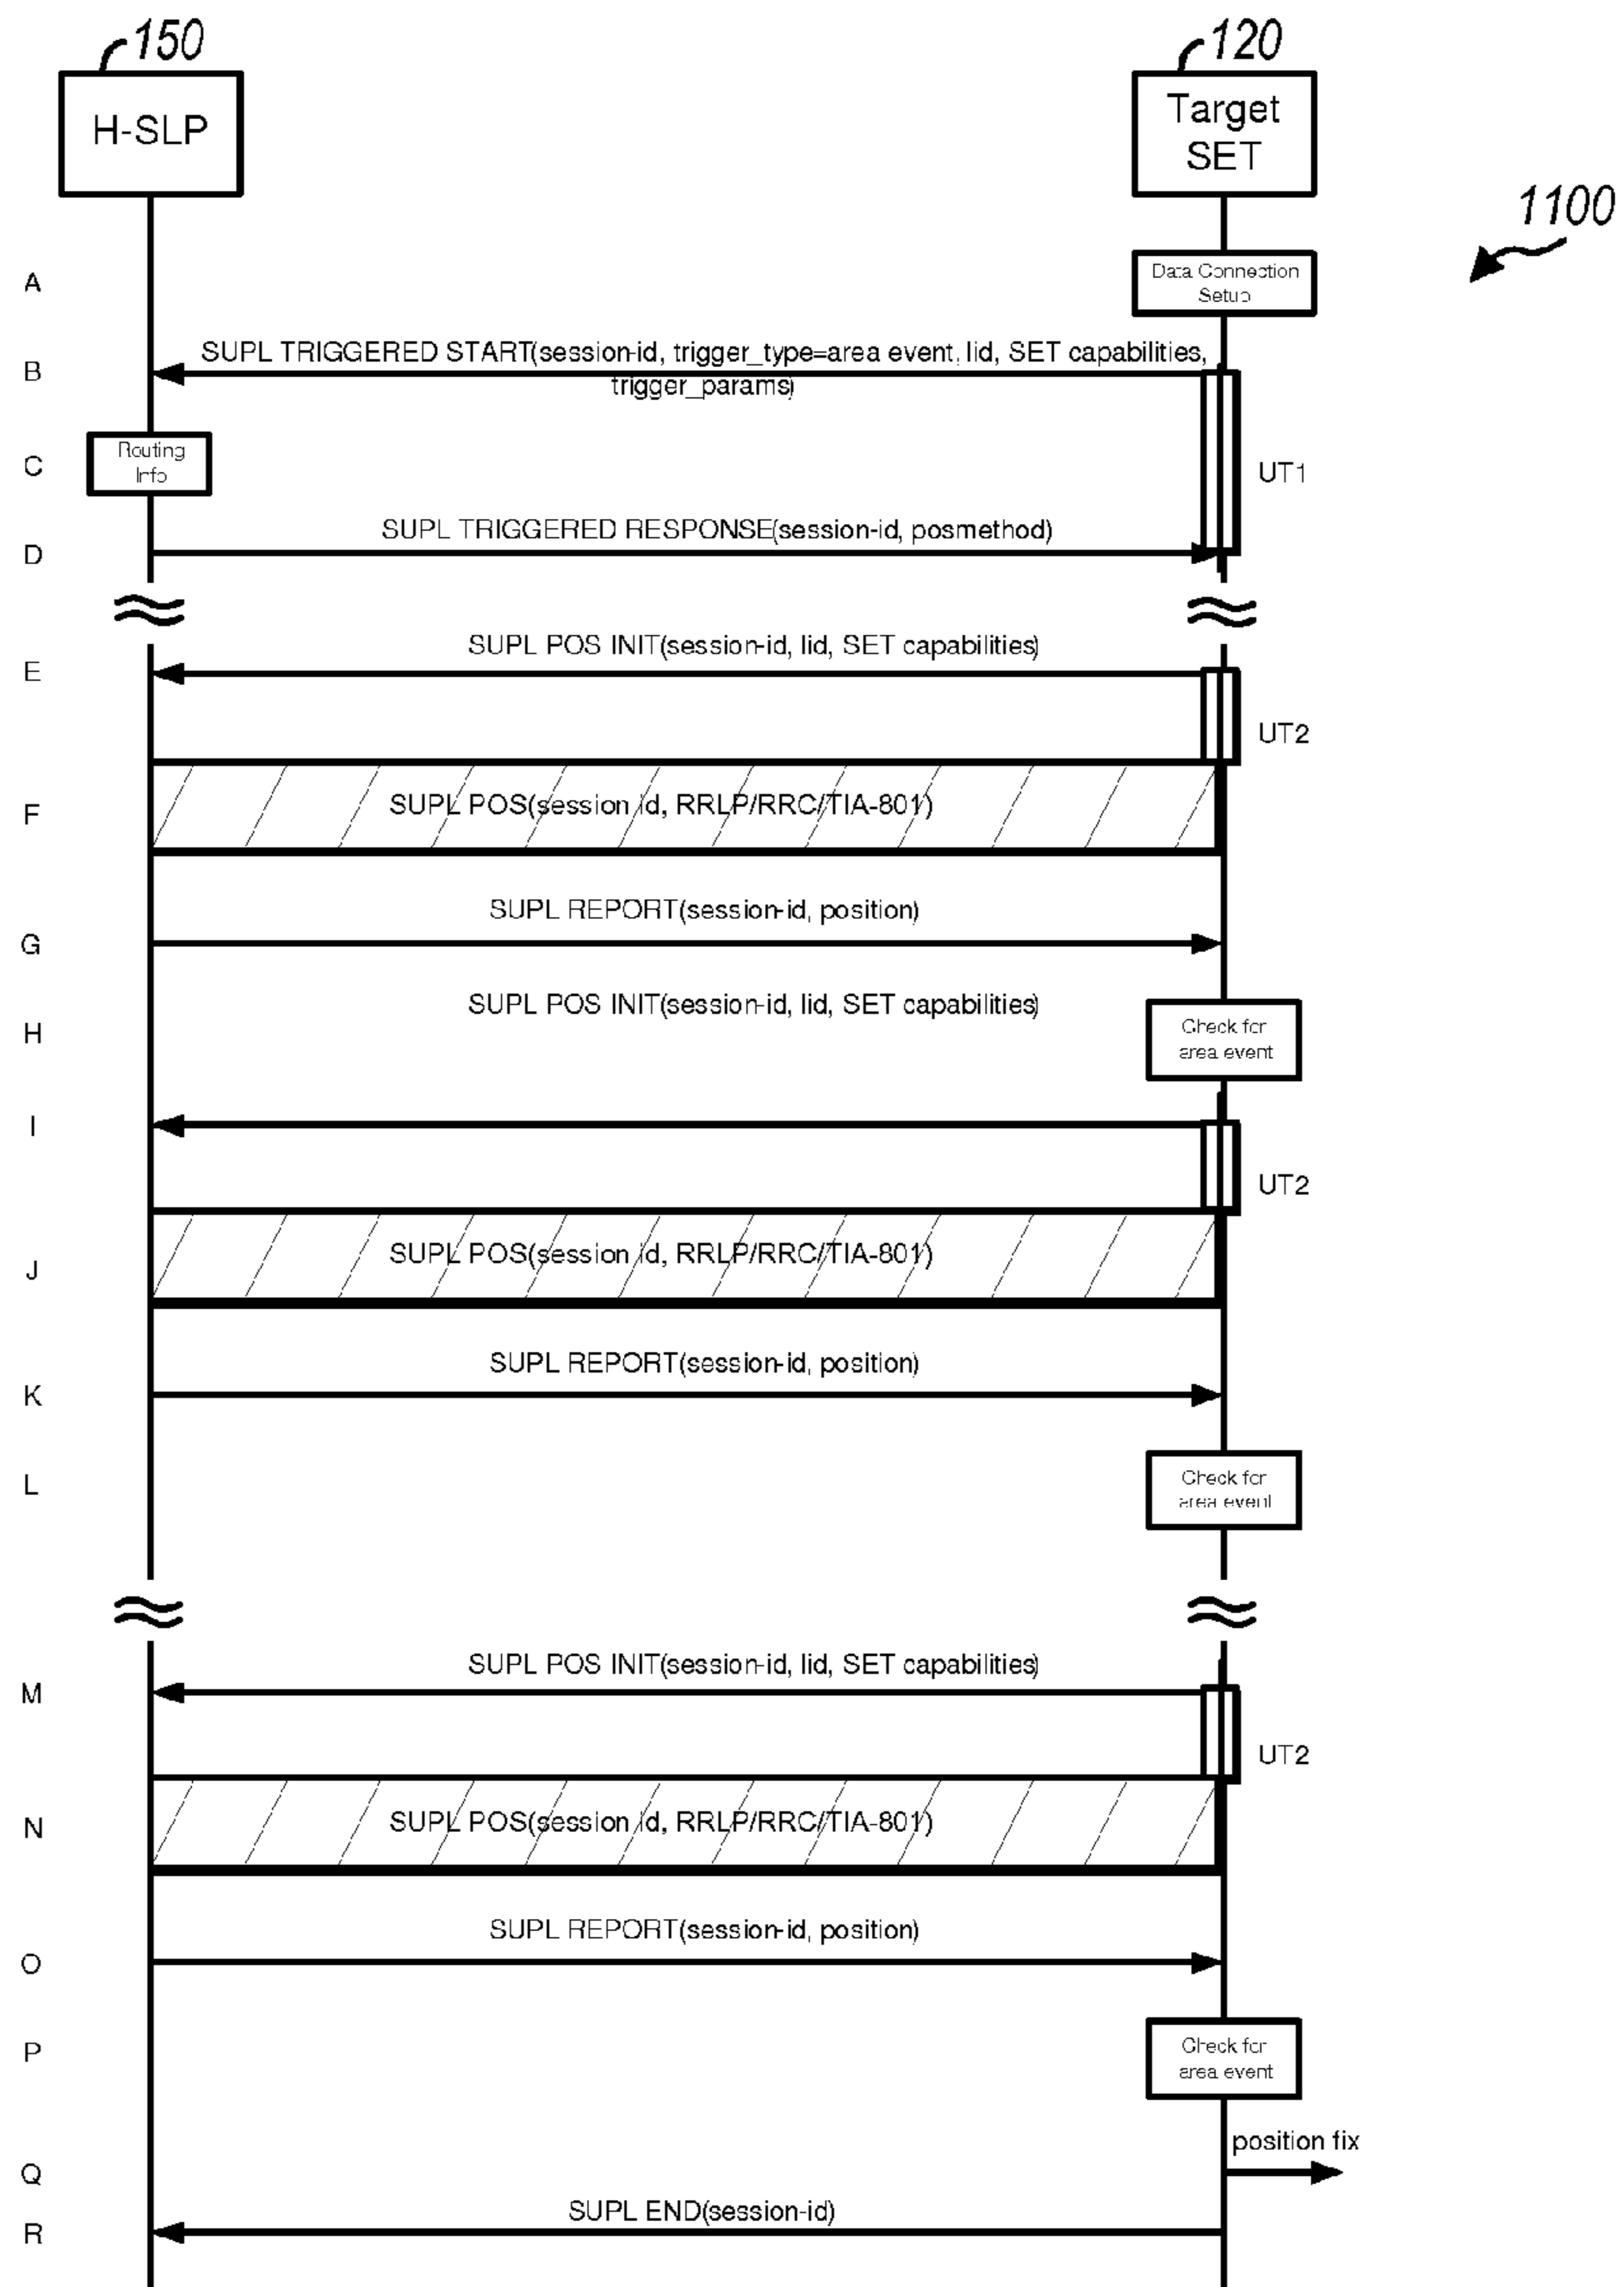 150
120
H-SLP
Target
SET
1100
A
Data Connection
Setup
B
SUPL TRIGGERED START(session-id, trigger_type=area event, lid, SET capabilities,
trigger_params)
C
Routing
Info
UT1
D
SUPL TRIGGERED RESPONSE(session-id, posmethod)
E
SUPL POS INIT(session-id, lid, SET capabilities)
UT2
F
SUPL POS(session id, RRLP/RRC/TIA-801)
G
SUPL REPORT(session-id, position)
H
SUPL POS INIT(session-id, lid, SET capabilities)
Check for
area event
I
UT2
J
SUPL POS(session id, RRLP/RRC/TIA-801)
K
SUPL REPORT(session-id, position)
L
Check for
area event
M
SUPL POS INIT(session-id, lid, SET capabilities)
UT2
N
SUPL POS(session id, RRLP/RRC/TIA-801)
O
SUPL REPORT(session-id, position)
P
Check for
area event
Q
position fix
R
SUPL END(session-id)